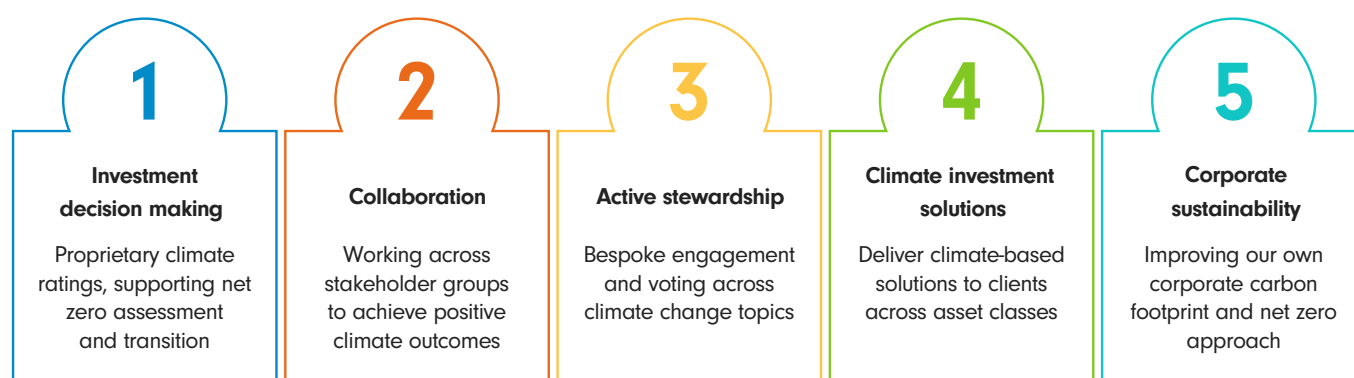 1
Investment
decision making
Proprietary climate
ratings, supporting net
zero assessment
and transition
2
Collaboration
Working across
stakeholder groups
to achieve positive
climate outcomes
3
Active stewardship
Bespoke engagement
and voting across
climate change topics
4
Climate investment
solutions
Deliver climate-based
solutions to clients
across asset classes
5
Corporate
sustainability
Improving our own
corporate carbon
footprint and net zero
approach